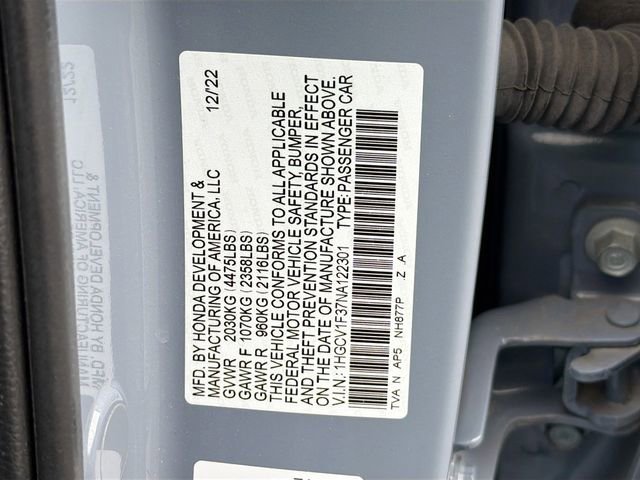 MFD. BY HONDA DEVELOPMENT &
MANUFACTURING OF AMERICA, LLC 12/22
GVWR 2030KG (4475LBS)
GAWR F 1070KG (2358LBS)
GAWR R 960KG (2116LBS)
THIS VEHICLE CONFORMS TO ALL APPLICABLE
FEDERAL MOTOR VEHICLE SAFETY, BUMPER,
AND THEFT PREVENTION STANDARDS IN EFFECT
ON THE DATE OF MANUFACTURE SHOWN ABOVE.
V.I.N.: 1HGCV1F37NA122301 TYPE:PASSENGER CAR
TVA N AP5 NH877P Z .A